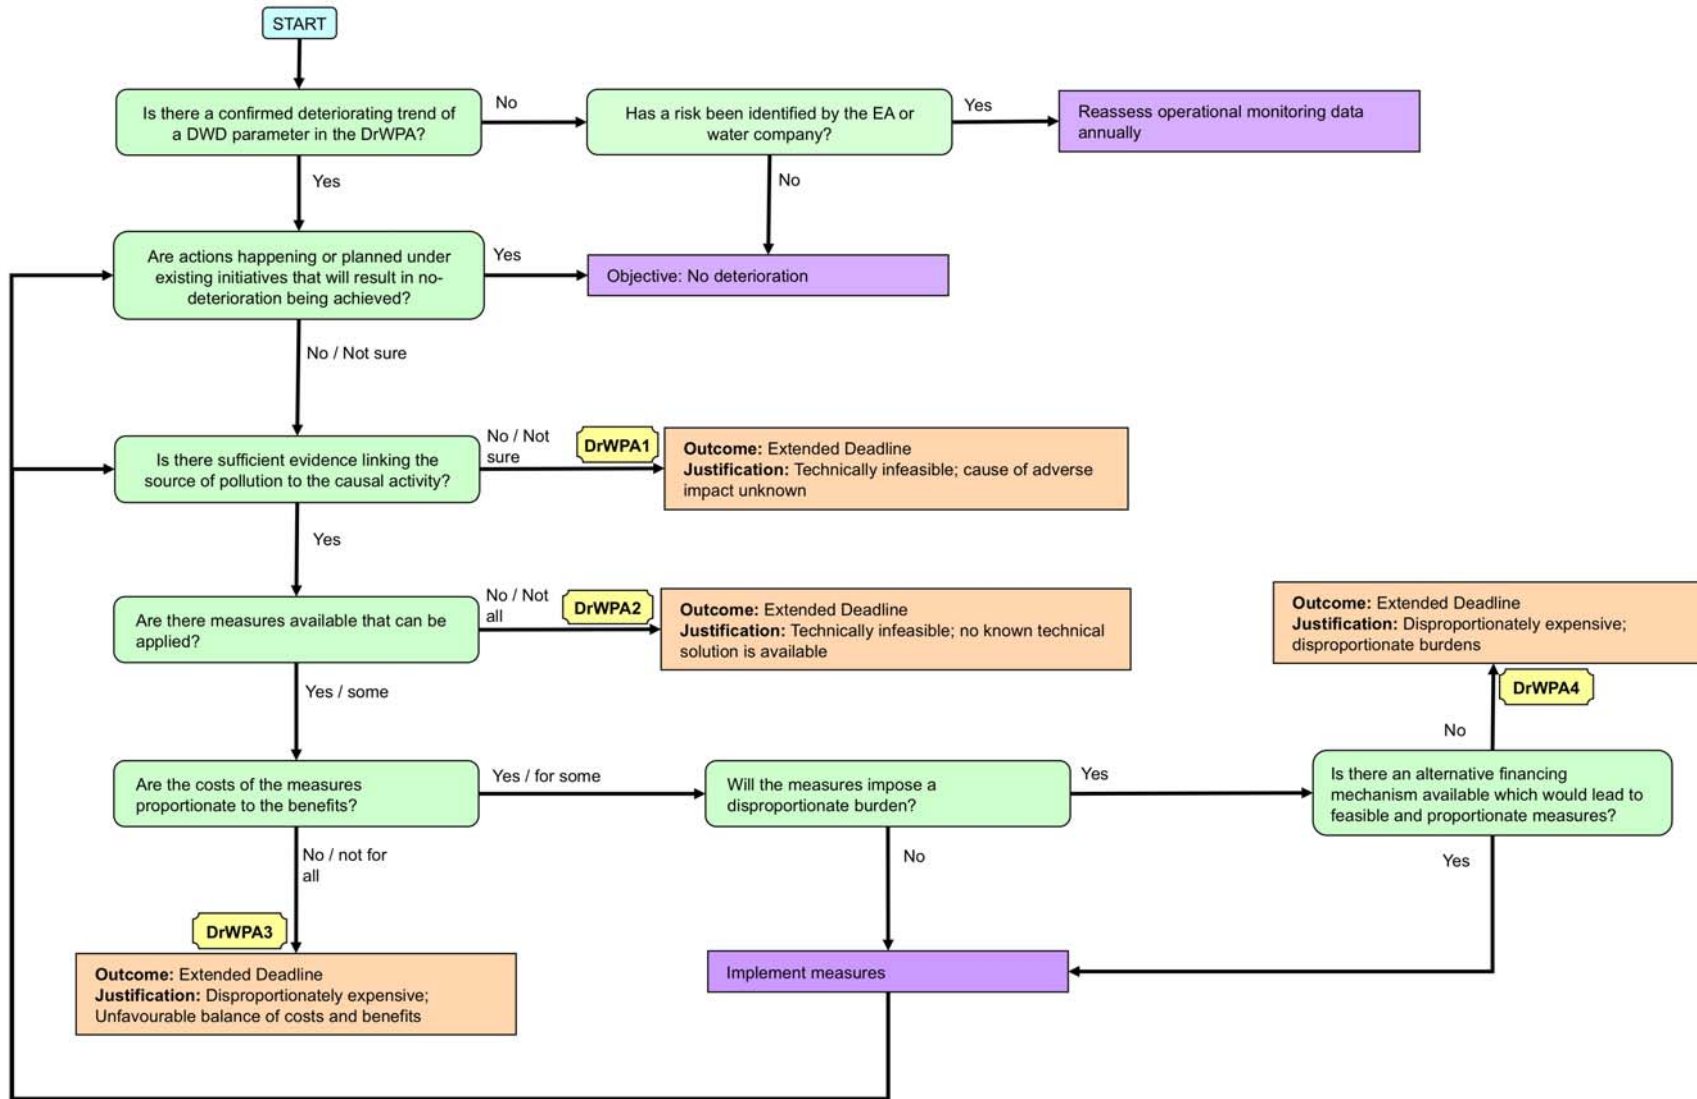 START
Is there a confirmed deteriorating trend of
a DWD parameter in the DrWPA?
No
Has a risk been identified by the EA or
water company?
Yes
Reassess operational monitoring data
annually
Yes
No
Are actions happening or planned under
existing initiatives that will result in no-
deterioration being achieved?
Yes
Objective: No deterioration
No / Not sure
Is there sufficient evidence linking the
source of pollution to the causal activity?
No / Not
sure
DrWPA1
Outcome: Extended Deadline
Justification: Technically infeasible; cause of adverse
impact unknown
Yes
Are there measures available that can be
applied?
No / Not
all
DrWPA2
Outcome: Extended Deadline
Justification: Technically infeasible; no known technical
solution is available
Outcome: Extended Deadline
Justification: Disproportionately expensive;
disproportionate burdens
DrWPA4
No
Yes / some
Are the costs of the measures
proportionate to the benefits?
Yes / for some
Will the measures impose a
disproportionate burden?
Yes
Is there an alternative financing
mechanism available which would lead to
feasible and proportionate measures?
No / not for
all
No
Yes
DrWPA3
Outcome: Extended Deadline
Justification: Disproportionately expensive;
Unfavourable balance of costs and benefits
Implement measures